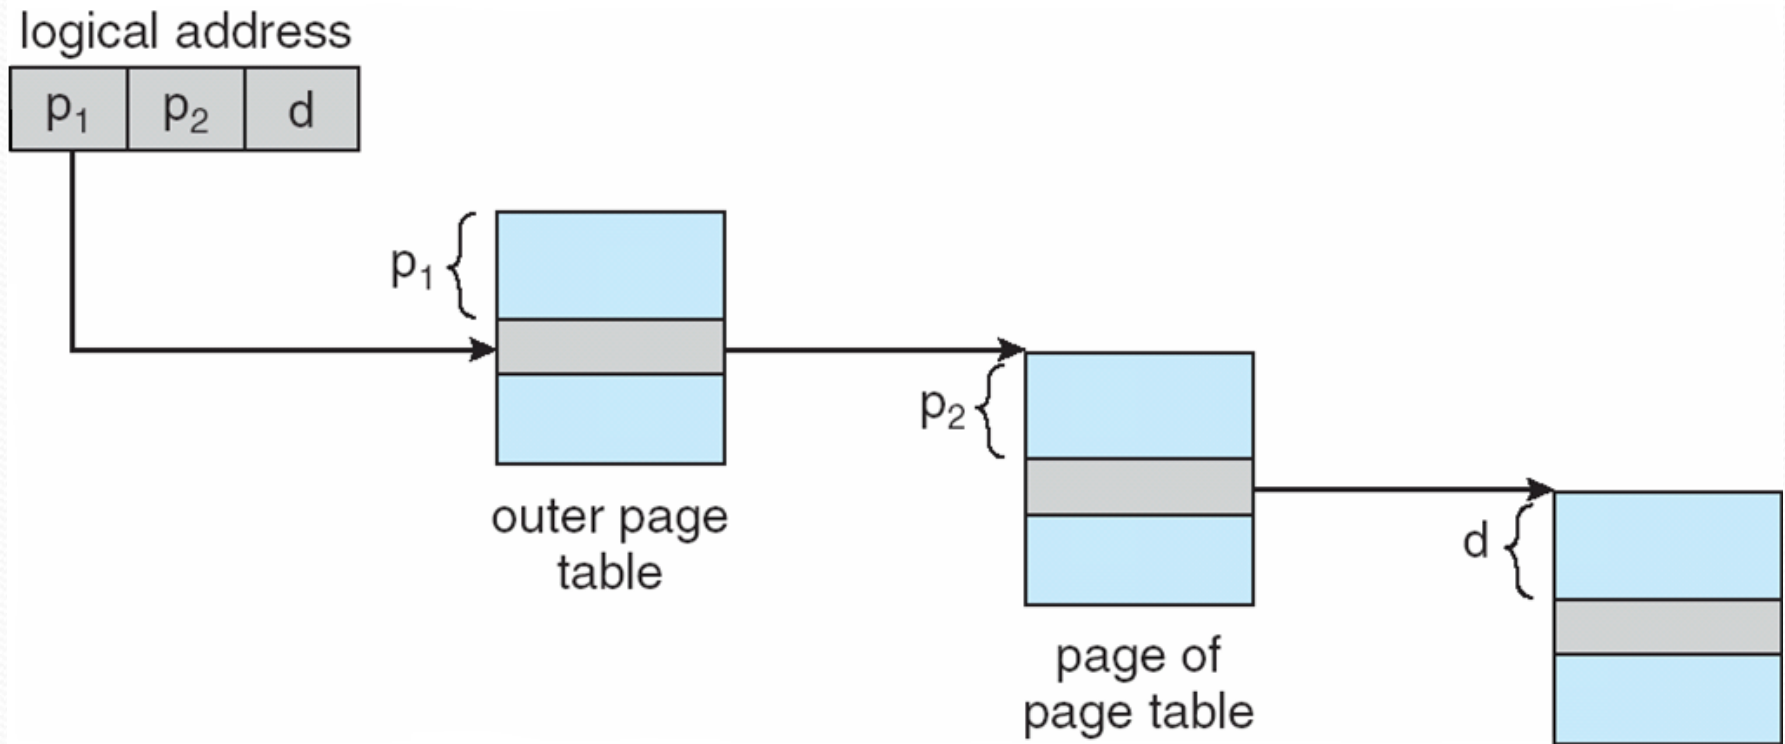 logical address
p₁ p₂ d
p₁
outer page
table
p₂
page of
page table
d